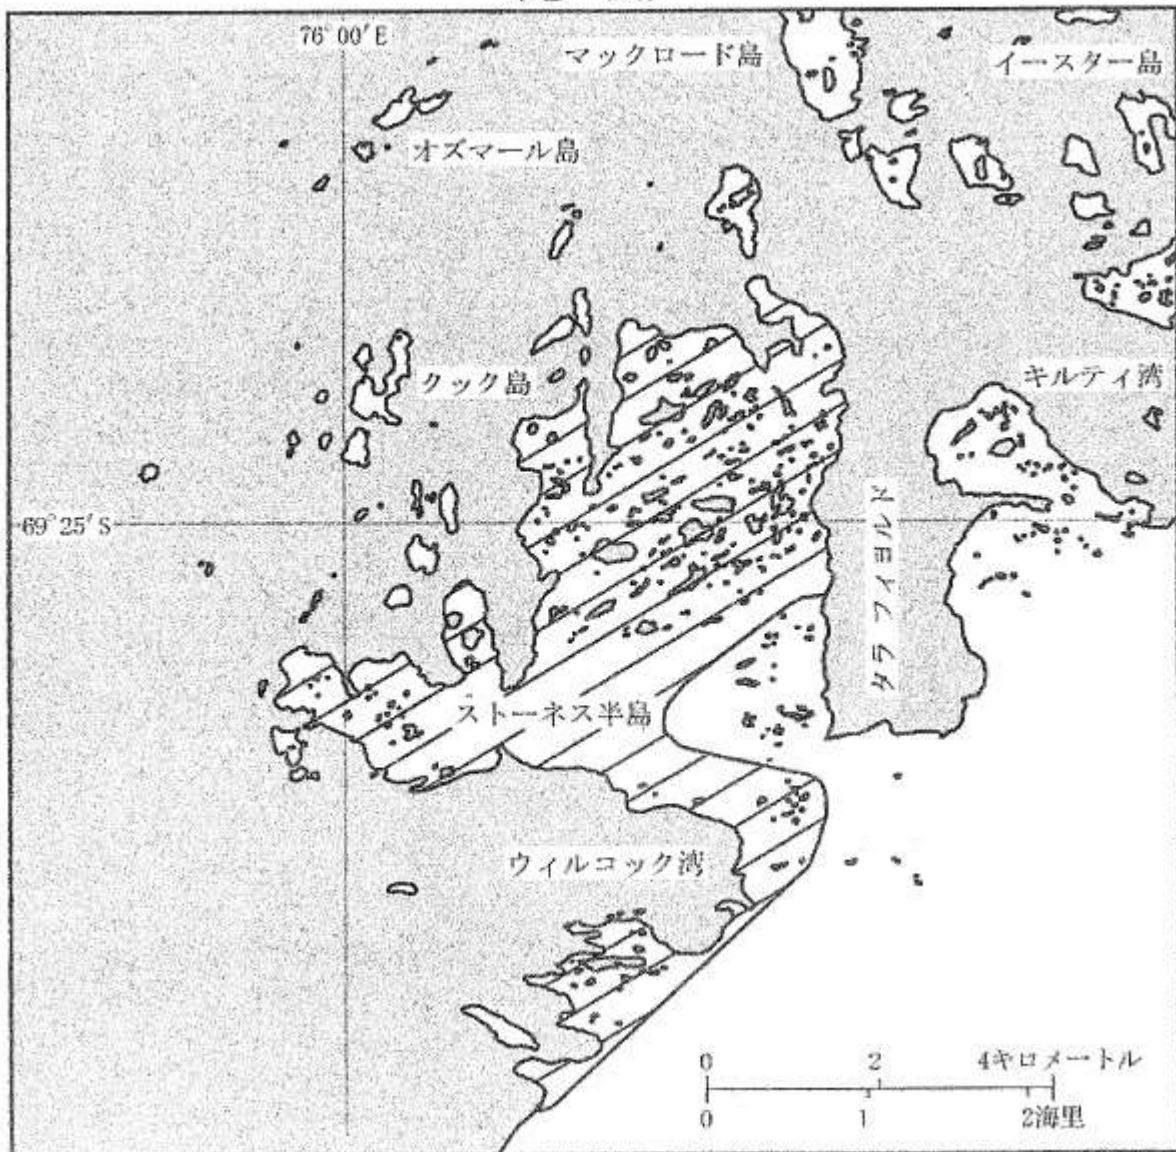 76°00′E
マックロード島
イースター島
オズマール島
クック島
キルティ湾
69°25′S
タラ フィヨルド
ストーネス半島
ウィルコック湾
0 2 4キロメートル
0 1 2海里